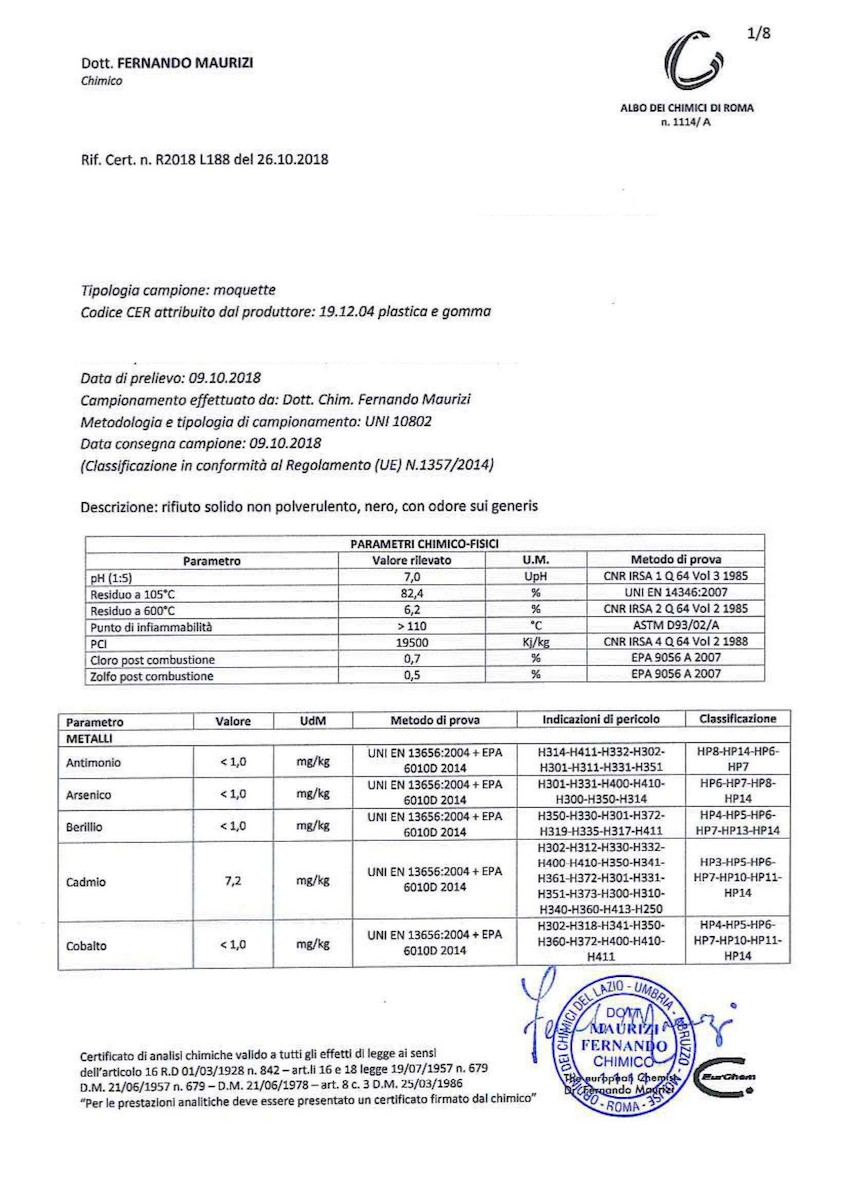 1/8
Dott. FERNANDO MAURIZI
Chimico
ALBO DEI CHIMICI DI ROMA
n. 1114/ A
Rif. Cert. n. R2018 L188 del 26.10.2018
Tipologia campione: moquette
Codice CER attribuito dal produttore: 19.12.04 plastica e gomma
Data di prelievo: 09.10.2018
Campionamento effettuato da: Dott. Chim. Fernando Maurizi
Metodologia e tipologia di campionamento: UNI 10802
Data consegna campione: 09.10.2018
(Classificazione in conformità al Regolamento (UE) N.1357/2014)
Descrizione: rifiuto solido non polverulento, nero, con odore sui generis
PARAMETRI CHIMICO-FISICI
Parametro Valore rilevato U.M. Metodo di prova
pH (1:5) 7,0 UpH CNR IRSA 1 Q 64 Vol 3 1985
Residuo a 105°C 82,4 % UNI EN 14346:2007
Residuo a 600°C 6,2 % CNR IRSA 2 Q 64 Vol 2 1985
Punto di infiammabilità > 110 °C ASTM D93/02/A
PCI 19500 Kj/kg CNR IRSA 4 Q 64 Vol 2 1988
Cloro post combustione 0,7 % EPA 9056 A 2007
Zolfo post combustione 0,5 % EPA 9056 A 2007
Parametro Valore UdM Metodo di prova Indicazioni di pericolo Classificazione
METALLI
Antimonio < 1,0 mg/kg UNI EN 13656:2004 + EPA 6010D 2014 H314-H411-H332-H302-H301-H311-H331-H351 HP8-HP14-HP6-HP7
Arsenico < 1,0 mg/kg UNI EN 13656:2004 + EPA 6010D 2014 H301-H331-H400-H410-H300-H350-H314 HP6-HP7-HP8-HP14
Berillio < 1,0 mg/kg UNI EN 13656:2004 + EPA 6010D 2014 H350-H330-H301-H372-H319-H335-H317-H411 HP4-HP5-HP6-HP7-HP13-HP14
Cadmio 7,2 mg/kg UNI EN 13656:2004 + EPA 6010D 2014 H302-H312-H330-H332-H400-H410-H350-H341-H361-H372-H301-H331-H351-H373-H300-H310-H340-H360-H413-H250 HP3-HP5-HP6-HP7-HP10-HP11-HP14
Cobalto < 1,0 mg/kg UNI EN 13656:2004 + EPA 6010D 2014 H302-H318-H341-H350-H360-H372-H400-H410-H411 HP4-HP5-HP6-HP7-HP10-HP11-HP14
Certificato di analisi chimiche valido a tutti gli effetti di legge ai sensi
dell'articolo 16 R.D 01/03/1928 n. 842 – art.li 16 e 18 legge 19/07/1957 n. 679
D.M. 21/06/1957 n. 679 – D.M. 21/06/1978 – art. 8 c. 3 D.M. 25/03/1986
"Per le prestazioni analitiche deve essere presentato un certificato firmato dal chimico"
DEI CHIMICI DEL LAZIO - UMBRIA - ABRUZZO - ROMA
DOTT
MAURIZI
FERNANDO
CHIMICO
The european Chemist
Dr Fernando Maurizi
EurChem